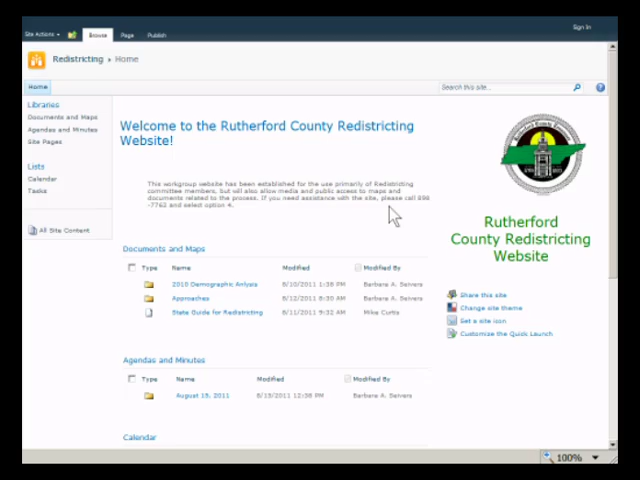 Sign In
Site Actions
Browse
Page
Publish
Redistricting › Home
Home
Search this site...
Libraries
Documents and Maps
Agendas and Minutes
Site Pages
Lists
Calendar
Tasks
All Site Content
Welcome to the Rutherford County Redistricting
Website!
This workgroup website has been established for the use primarily of Redistricting
committee members, but will also allow media and public access to maps and
documents related to the process. If you need assistance with the site, please call 898
-7762 and select option 4.
Documents and Maps
Type Name Modified Modified By
2010 Demographic Anlysis 8/10/2011 1:38 PM Barbara A. Seivers
Approaches 8/12/2011 8:30 AM Barbara A. Seivers
State Guide for Redistricting 8/11/2011 9:32 AM Mike Curtis
Agendas and Minutes
Type Name Modified Modified By
August 15, 2011 8/15/2011 12:38 PM Barbara A. Seivers
Calendar
Rutherford
County Redistricting
Website
Share this site
Change site theme
Set a site icon
Customize the Quick Launch
100%